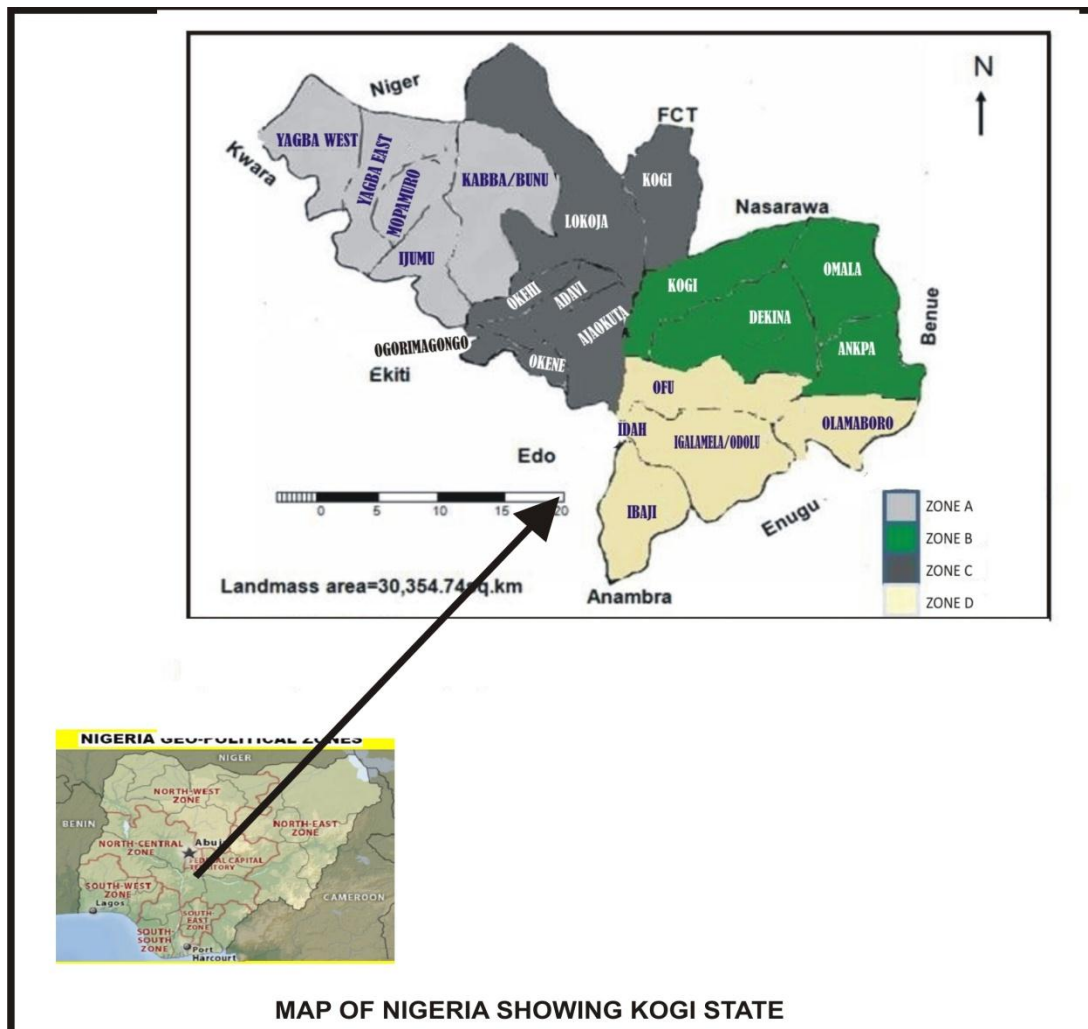 Niger
N
FCT
Kwara
YAGBA WEST
YAGBA EAST
MOPAMURO
KABBA/BUNU
KOGI
LOKOJA
Nasarawa
IJUMU
OKEHI
ADAVI
AJAOKUTA
KOGI
OMALA
DEKINA
Benue
ANKPA
OGORIMAGONGO
OKENE
Ekiti
OFU
IDAH
IGALAMELA/ODOLU
OLAMABORO
Edo
0 5 10 15 20
IBAJI
Enugu
ZONE A
ZONE B
ZONE C
ZONE D
Landmass area=30,354.74sq.km
Anambra
NIGERIA GEO-POLITICAL ZONES
NIGER
NORTH-WEST
ZONE
BENIN
NORTH-EAST
ZONE
Abuja
NORTH-CENTRAL
ZONE
FEDERAL CAPITAL
TERRITORY
SOUTH-WEST
ZONE
Lagos
CAMEROON
SOUTH-
EAST
ZONE
SOUTH-
SOUTH
ZONE
Port
Harcourt
MAP OF NIGERIA SHOWING KOGI STATE